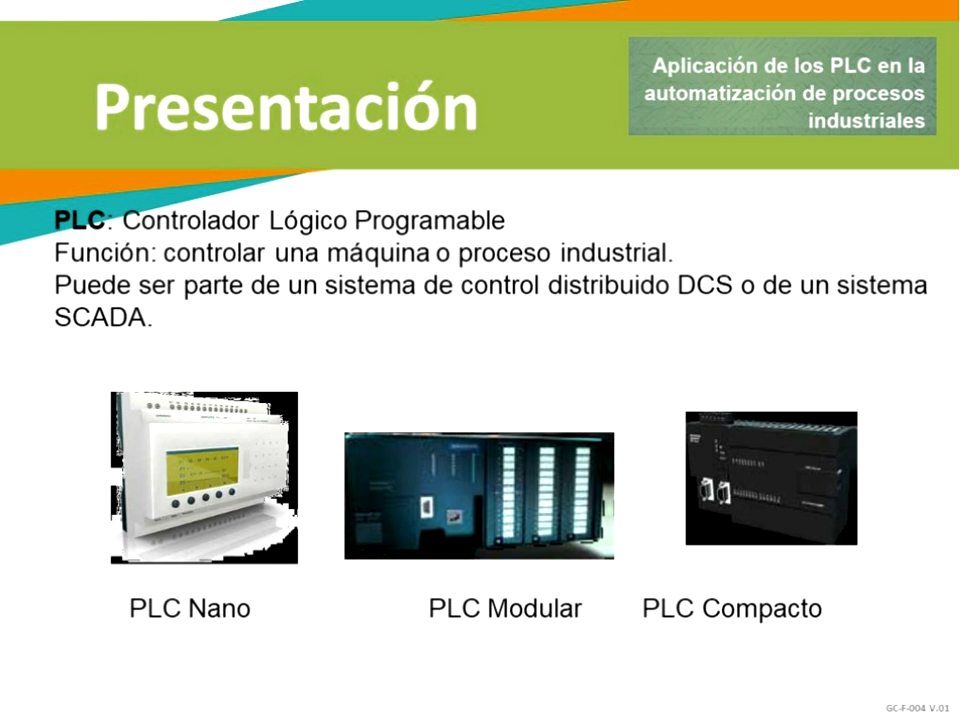 Presentación
Aplicación de los PLC en la
automatización de procesos
industriales
PLC: Controlador Lógico Programable
Función: controlar una máquina o proceso industrial.
Puede ser parte de un sistema de control distribuido DCS o de un sistema
SCADA.
PLC Nano
PLC Modular
PLC Compacto
GC-F-004 V.01